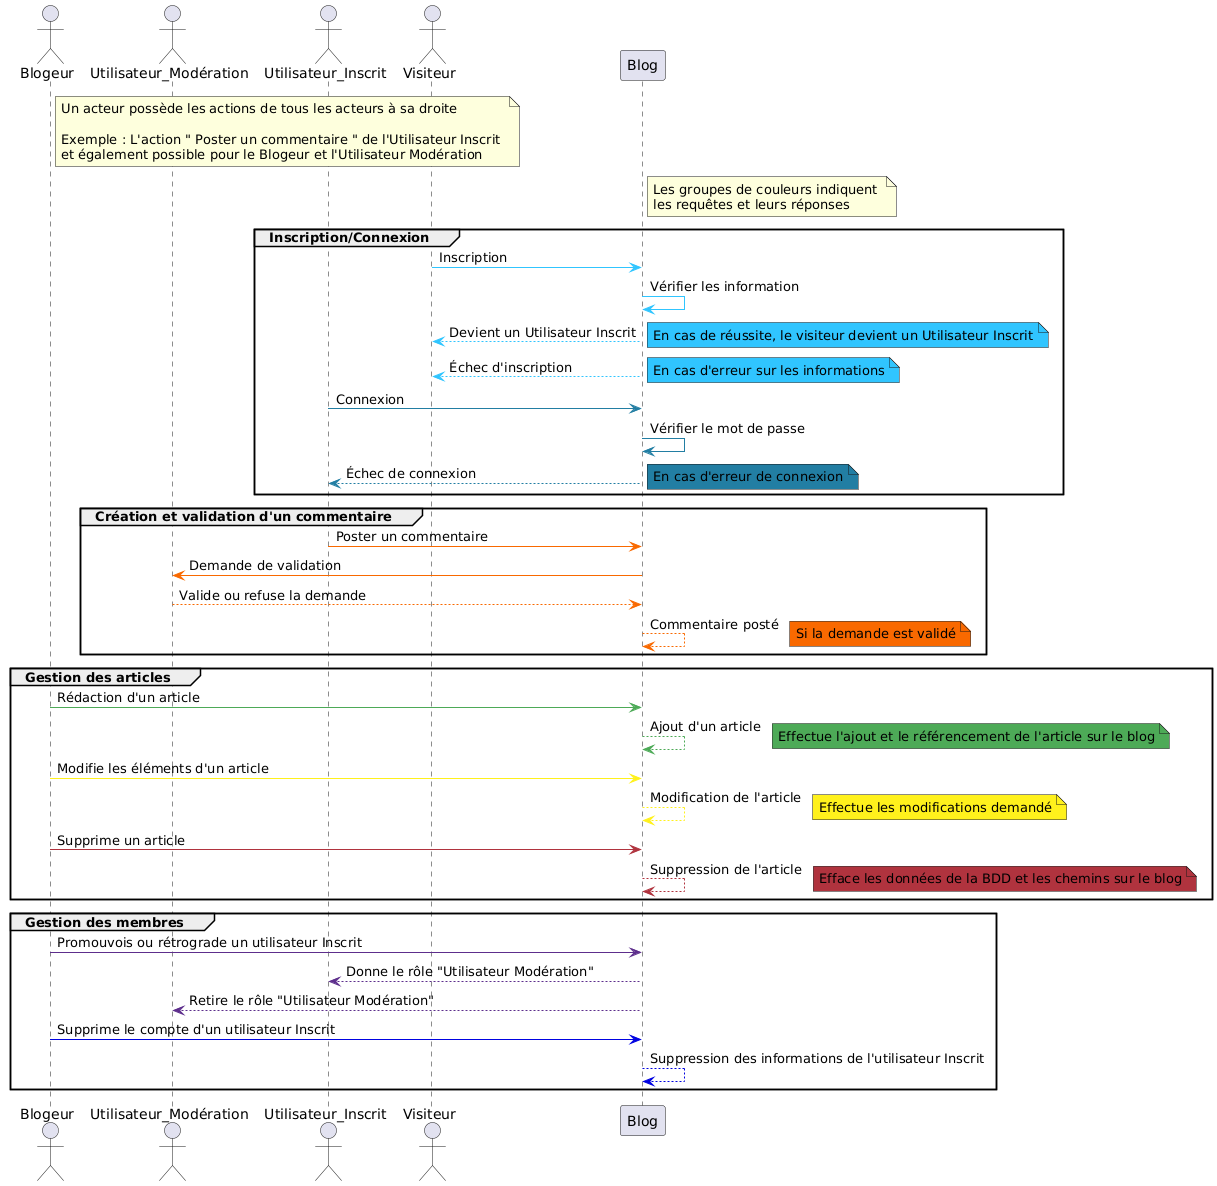 Blogeur
Utilisateur_Modération
Utilisateur_Inscrit
Visiteur
Blog
Un acteur possède les actions de tous les acteurs à sa droite
Exemple : L'action " Poster un commentaire " de l'Utilisateur Inscrit
et également possible pour le Blogeur et l'Utilisateur Modération
Les groupes de couleurs indiquent
les requêtes et leurs réponses
Inscription/Connexion
Inscription
Vérifier les information
Devient un Utilisateur Inscrit
En cas de réussite, le visiteur devient un Utilisateur Inscrit
Échec d'inscription
En cas d'erreur sur les informations
Connexion
Vérifier le mot de passe
Échec de connexion
En cas d'erreur de connexion
Création et validation d'un commentaire
Poster un commentaire
Demande de validation
Valide ou refuse la demande
Commentaire posté
Si la demande est validé
Gestion des articles
Rédaction d'un article
Ajout d'un article
Effectue l'ajout et le référencement de l'article sur le blog
Modifie les éléments d'un article
Modification de l'article
Effectue les modifications demandé
Supprime un article
Suppression de l'article
Efface les données de la BDD et les chemins sur le blog
Gestion des membres
Promouvois ou rétrograde un utilisateur Inscrit
Donne le rôle "Utilisateur Modération"
Retire le rôle "Utilisateur Modération"
Supprime le compte d'un utilisateur Inscrit
Suppression des informations de l'utilisateur Inscrit
Blogeur
Utilisateur_Modération
Utilisateur_Inscrit
Visiteur
Blog